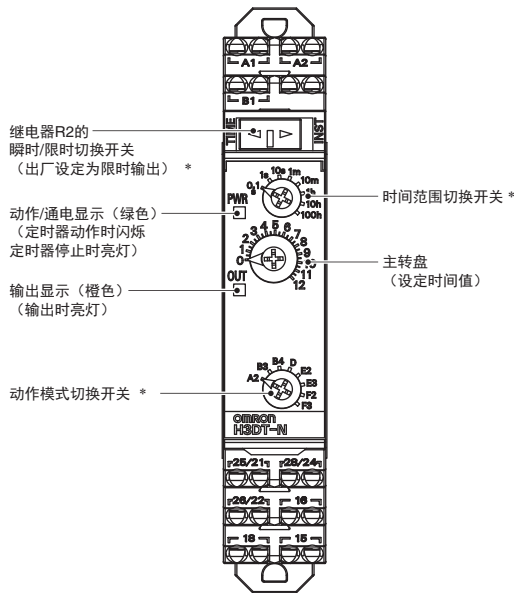 A1 A2
B1
继电器R2的
瞬时/限时切换开关
（出厂设定为限时输出） *
TIME INST
0.1s 1s 10s 1m 10m 1h 10h 100h
时间范围切换开关 *
PWR
动作/通电显示（绿色）
（定时器动作时闪烁
定时器停止时亮灯）
0 1 2 3 4 5 6 7 8 9 10 11 12
主转盘
（设定时间值）
OUT
输出显示（橙色）
（输出时亮灯）
A2 B3 B4 D E2 E3 F2 F3
动作模式切换开关 *
OMRON
H3DT-N
25/21 28/24
26/22 16
18 15